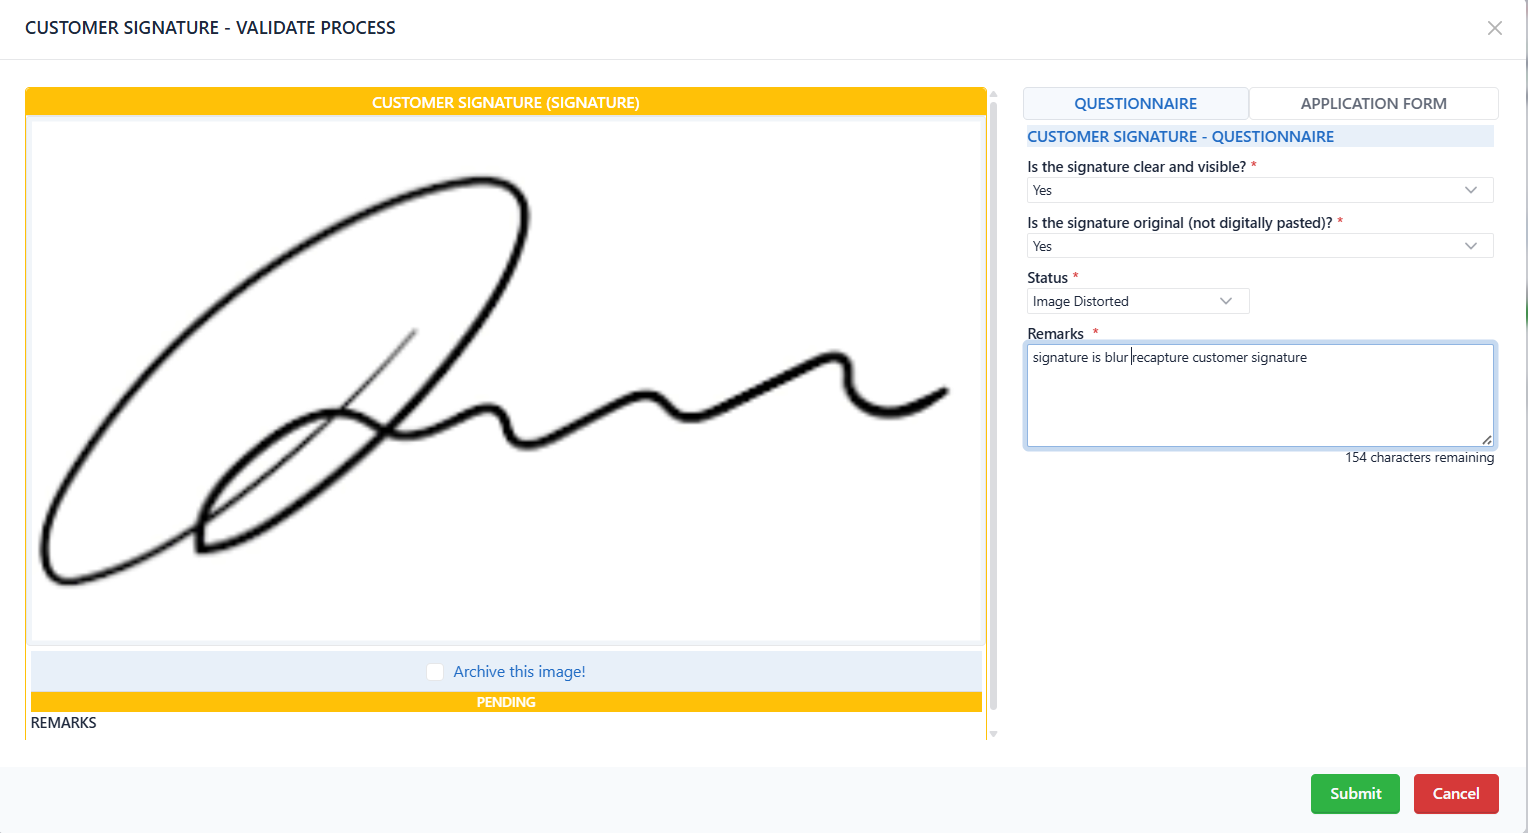 CUSTOMER SIGNATURE - VALIDATE PROCESS
CUSTOMER SIGNATURE (SIGNATURE)
Archive this image!
PENDING
REMARKS
QUESTIONNAIRE
APPLICATION FORM
CUSTOMER SIGNATURE - QUESTIONNAIRE
Is the signature clear and visible? *
Yes
Is the signature original (not digitally pasted)? *
Yes
Status *
Image Distorted
Remarks *
signature is blur recapture customer signature
154 characters remaining
Submit
Cancel